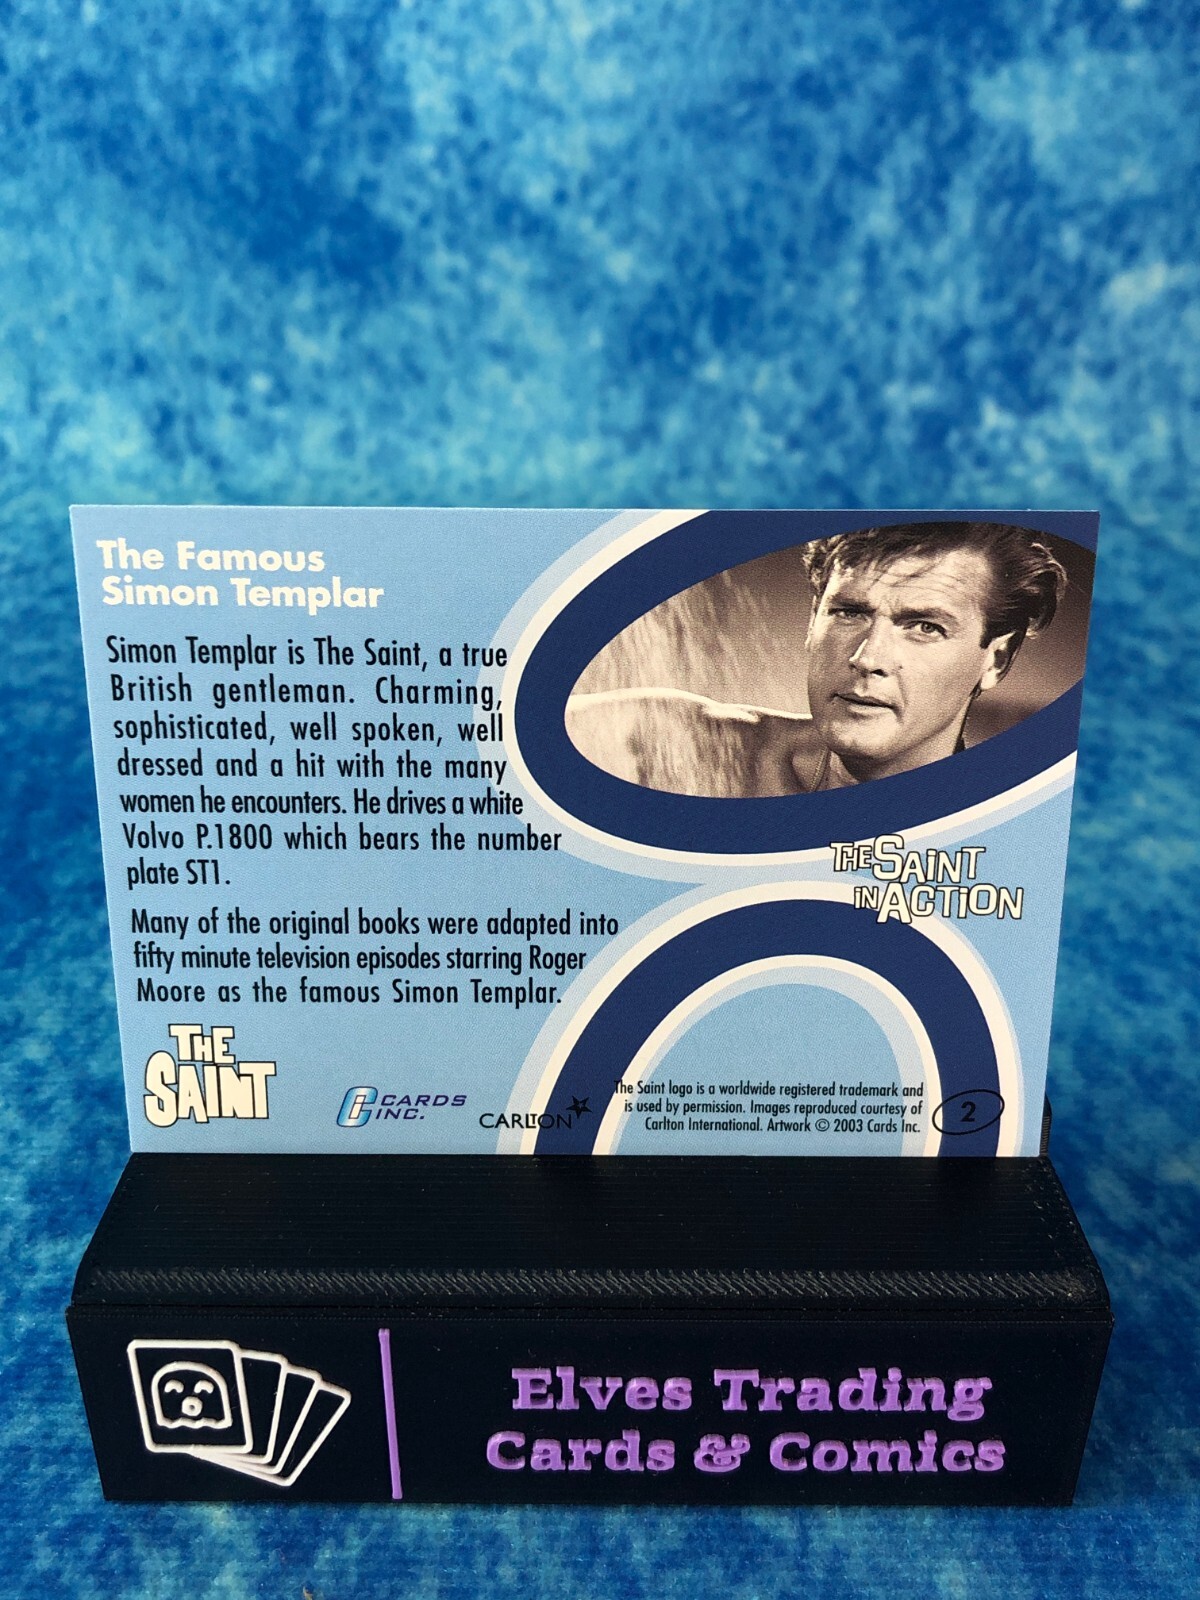 The Famous
Simon Templar
Simon Templar is The Saint, a true
British gentleman. Charming,
sophisticated, well spoken, well
dressed and a hit with the many
women he encounters. He drives a white
Volvo P.1800 which bears the number
plate ST1.
Many of the original books were adapted into
fifty minute television episodes starring Roger
Moore as the famous Simon Templar.
THE SAINT
IN ACTION
THE
SAINT
CARDS
INC.
CARLTON
The Saint logo is a worldwide registered trademark and
is used by permission. Images reproduced courtesy of
Carlton International. Artwork © 2003 Cards Inc.
2
Elves Trading
Cards & Comics